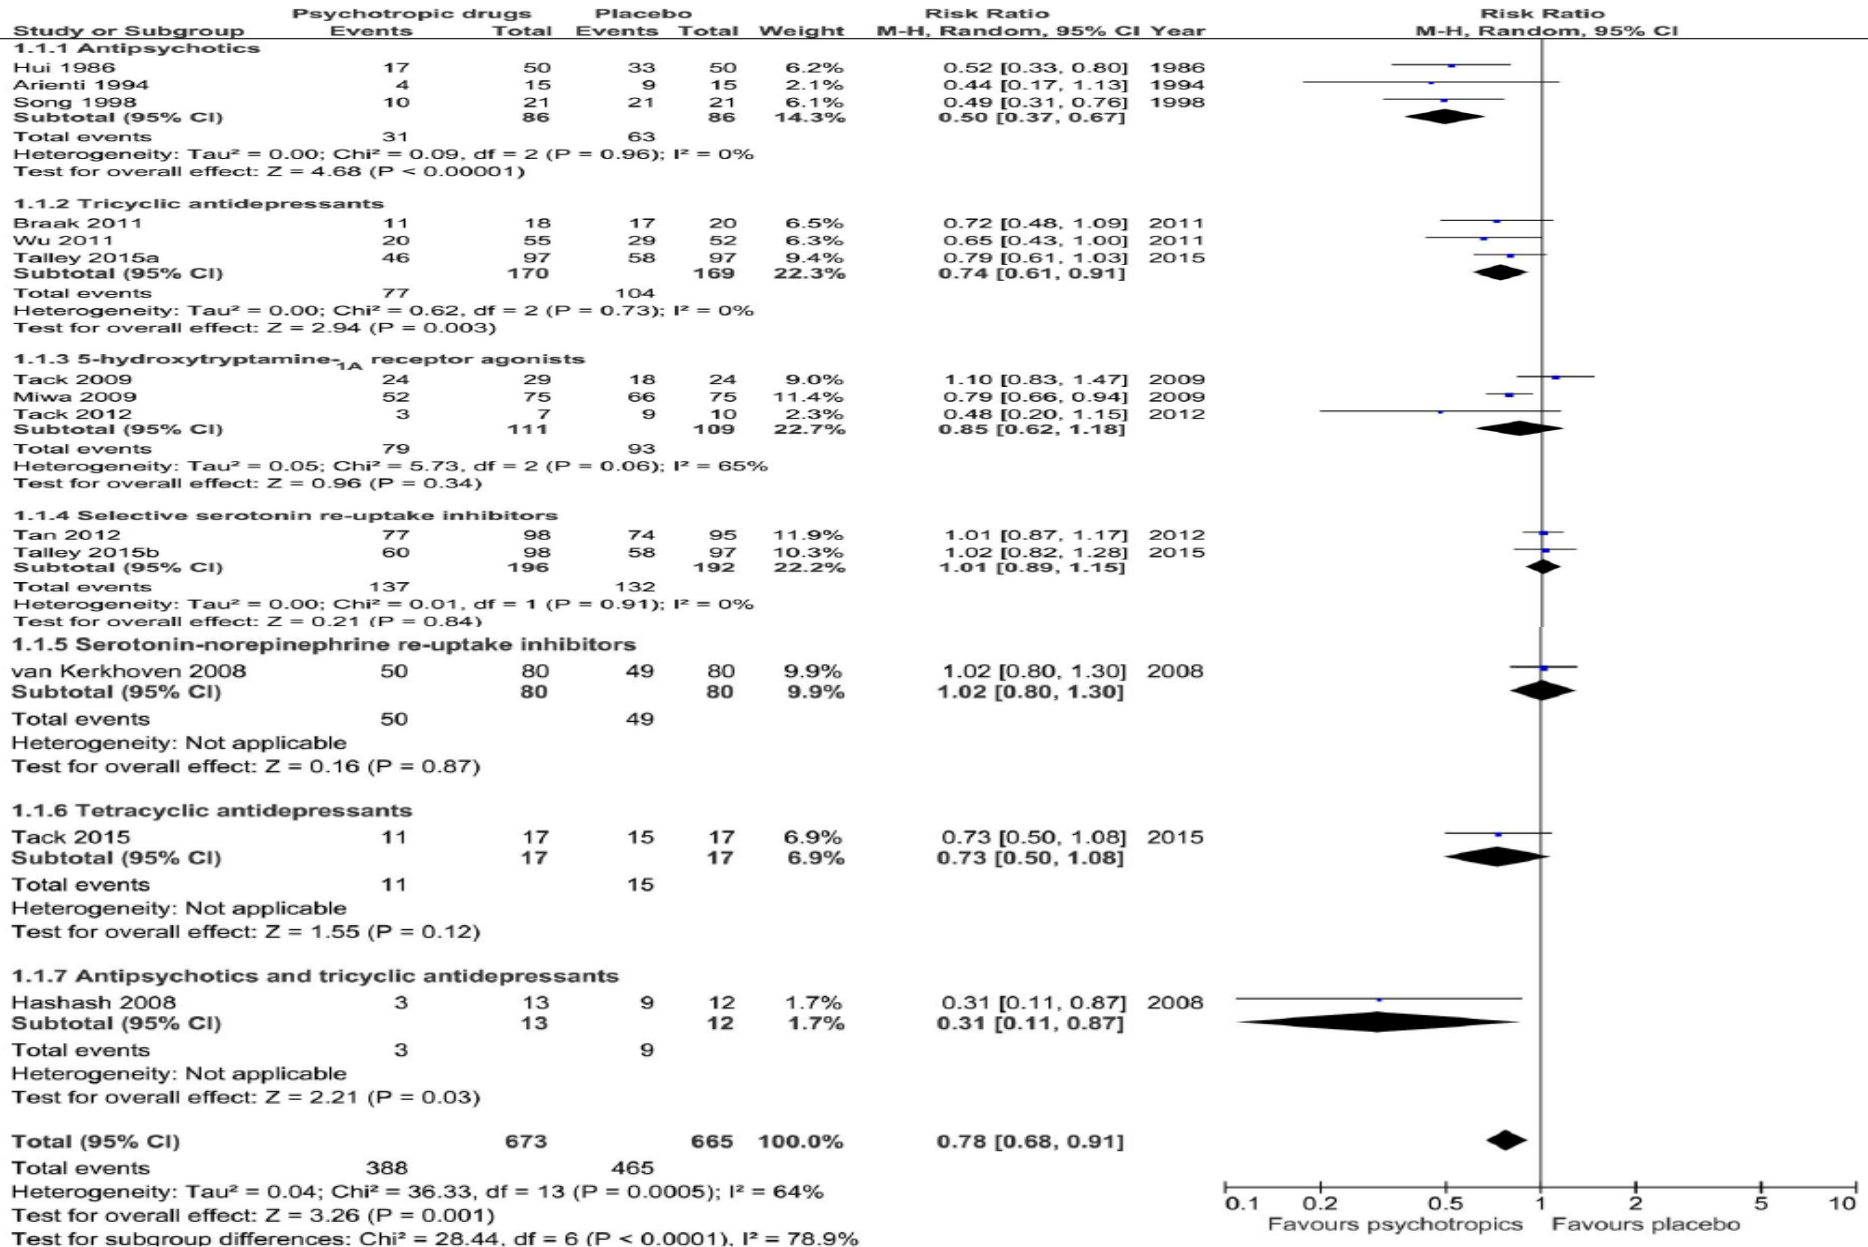 Psychotropic drugs Placebo Risk Ratio Risk Ratio
Study or Subgroup Events Total Events Total Weight M-H, Random, 95% CI Year M-H, Random, 95% CI
1.1.1 Antipsychotics
Hui 1986 17 50 33 50 6.2% 0.52 [0.33, 0.80] 1986
Arienti 1994 4 15 9 15 2.1% 0.44 [0.17, 1.13] 1994
Song 1998 10 21 21 21 6.1% 0.49 [0.31, 0.76] 1998
Subtotal (95% CI) 86 86 14.3% 0.50 [0.37, 0.67]
Total events 31 63
Heterogeneity: Tau² = 0.00; Chi² = 0.09, df = 2 (P = 0.96); I² = 0%
Test for overall effect: Z = 4.68 (P < 0.00001)
1.1.2 Tricyclic antidepressants
Braak 2011 11 18 17 20 6.5% 0.72 [0.48, 1.09] 2011
Wu 2011 20 55 29 52 6.3% 0.65 [0.43, 1.00] 2011
Talley 2015a 46 97 58 97 9.4% 0.79 [0.61, 1.03] 2015
Subtotal (95% CI) 170 169 22.3% 0.74 [0.61, 0.91]
Total events 77 104
Heterogeneity: Tau² = 0.00; Chi² = 0.62, df = 2 (P = 0.73); I² = 0%
Test for overall effect: Z = 2.94 (P = 0.003)
1.1.3 5-hydroxytryptamine-1A receptor agonists
Tack 2009 24 29 18 24 9.0% 1.10 [0.83, 1.47] 2009
Miwa 2009 52 75 66 75 11.4% 0.79 [0.66, 0.94] 2009
Tack 2012 3 7 9 10 2.3% 0.48 [0.20, 1.15] 2012
Subtotal (95% CI) 111 109 22.7% 0.85 [0.62, 1.18]
Total events 79 93
Heterogeneity: Tau² = 0.05; Chi² = 5.73, df = 2 (P = 0.06); I² = 65%
Test for overall effect: Z = 0.96 (P = 0.34)
1.1.4 Selective serotonin re-uptake inhibitors
Tan 2012 77 98 74 95 11.9% 1.01 [0.87, 1.17] 2012
Talley 2015b 60 98 58 97 10.3% 1.02 [0.82, 1.28] 2015
Subtotal (95% CI) 196 192 22.2% 1.01 [0.89, 1.15]
Total events 137 132
Heterogeneity: Tau² = 0.00; Chi² = 0.01, df = 1 (P = 0.91); I² = 0%
Test for overall effect: Z = 0.21 (P = 0.84)
1.1.5 Serotonin-norepinephrine re-uptake inhibitors
van Kerkhoven 2008 50 80 49 80 9.9% 1.02 [0.80, 1.30] 2008
Subtotal (95% CI) 80 80 9.9% 1.02 [0.80, 1.30]
Total events 50 49
Heterogeneity: Not applicable
Test for overall effect: Z = 0.16 (P = 0.87)
1.1.6 Tetracyclic antidepressants
Tack 2015 11 17 15 17 6.9% 0.73 [0.50, 1.08] 2015
Subtotal (95% CI) 17 17 6.9% 0.73 [0.50, 1.08]
Total events 11 15
Heterogeneity: Not applicable
Test for overall effect: Z = 1.55 (P = 0.12)
1.1.7 Antipsychotics and tricyclic antidepressants
Hashash 2008 3 13 9 12 1.7% 0.31 [0.11, 0.87] 2008
Subtotal (95% CI) 13 12 1.7% 0.31 [0.11, 0.87]
Total events 3 9
Heterogeneity: Not applicable
Test for overall effect: Z = 2.21 (P = 0.03)
Total (95% CI) 673 665 100.0% 0.78 [0.68, 0.91]
Total events 388 465
Heterogeneity: Tau² = 0.04; Chi² = 36.33, df = 13 (P = 0.0005); I² = 64%
Test for overall effect: Z = 3.26 (P = 0.001)
Test for subgroup differences: Chi² = 28.44, df = 6 (P < 0.0001), I² = 78.9%
0.1 0.2 0.5 1 2 5 10
Favours psychotropics Favours placebo